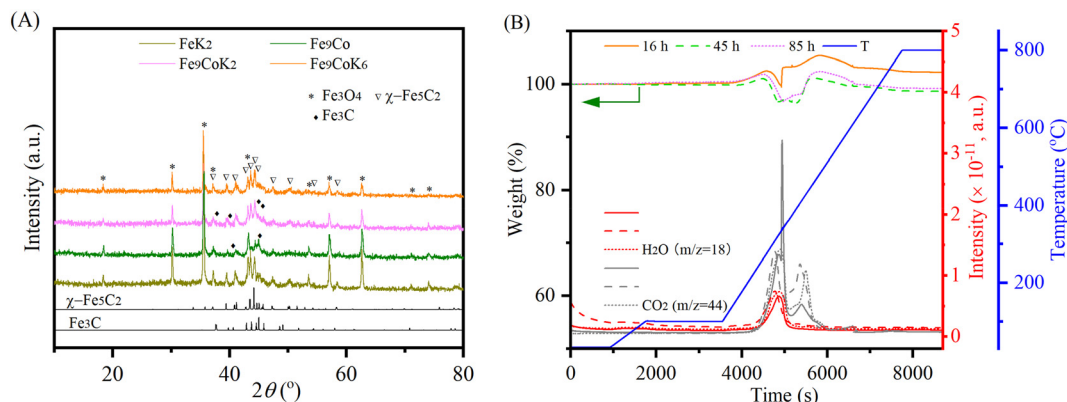 (A)
FeK2
Fe9Co
Fe9CoK2
Fe9CoK6
* Fe3O4 ▿ χ−Fe5C2
♦ Fe3C
Intensity (a.u.)
χ−Fe5C2
Fe3C
20 40 60 80
2θ (°)
(B)
16 h 45 h 85 h T
H2O (m/z=18)
CO2 (m/z=44)
Weight (%)
100
80
60
0 2000 4000 6000 8000
Time (s)
Intensity (× 10-11, a.u.)
5
4
3
2
1
0
Temperature (°C)
800
600
400
200